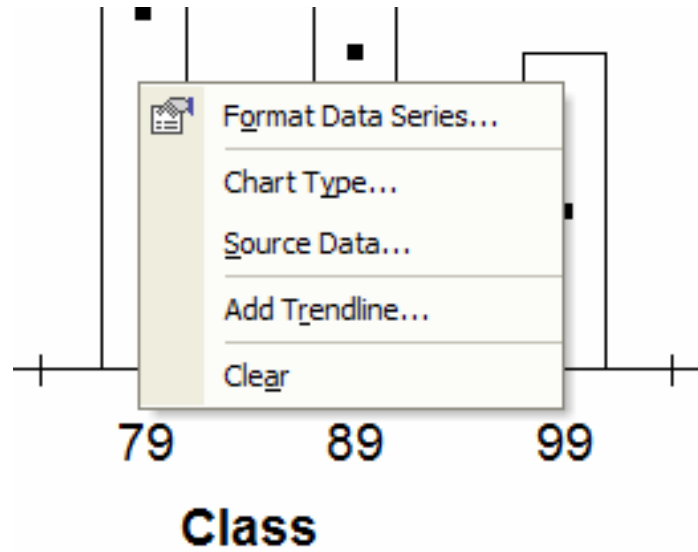 Format Data Series...
Chart Type...
Source Data...
Add Trendline...
Clear
79 89 99
Class